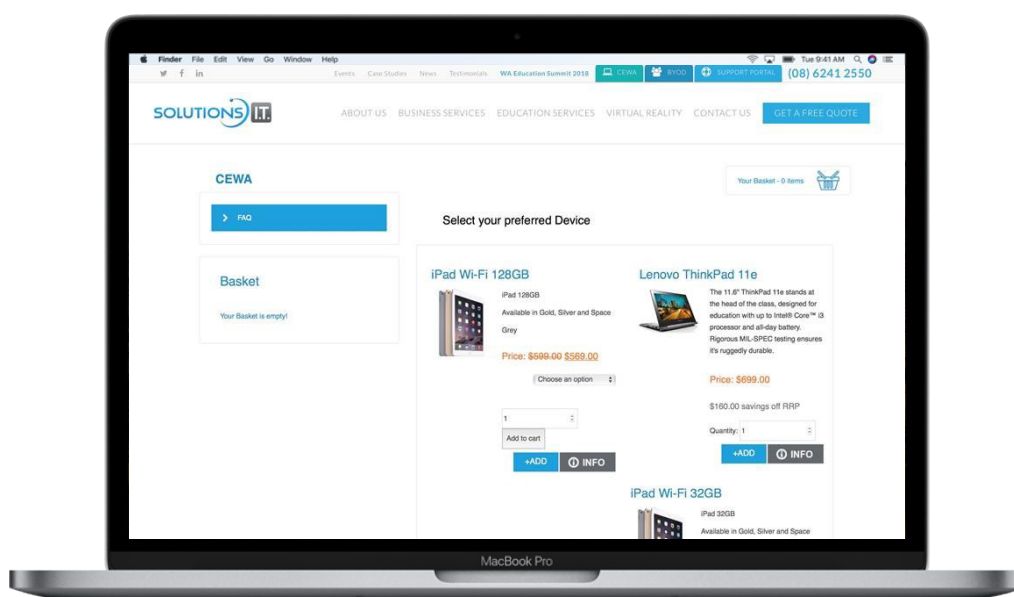 Finder File Edit View Go Window Help Tue 9:41 AM
Events Case Studies News Testimonials WA Education Summit 2018 CEWA BYOD SUPPORT PORTAL (08) 6241 2550
SOLUTIONS I.T. ABOUT US BUSINESS SERVICES EDUCATION SERVICES VIRTUAL REALITY CONTACT US GET A FREE QUOTE
CEWA
Your Basket - 0 items
FAQ
Select your preferred Device
Basket
Your Basket is empty!
iPad Wi-Fi 128GB
iPad 128GB
Available in Gold, Silver and Space
Grey
Price: $599.00 $569.00
Choose an option
1
Add to cart
+ADD INFO
Lenovo ThinkPad 11e
The 11.6" ThinkPad 11e stands at
the head of the class, designed for
education with up to Intel® Core™ i3
processor and all-day battery.
Rigorous MIL-SPEC testing ensures
it's ruggedly durable.
Price: $699.00
$160.00 savings off RRP
Quantity: 1
+ADD INFO
iPad Wi-Fi 32GB
iPad 32GB
Available in Gold, Silver and Space
MacBook Pro